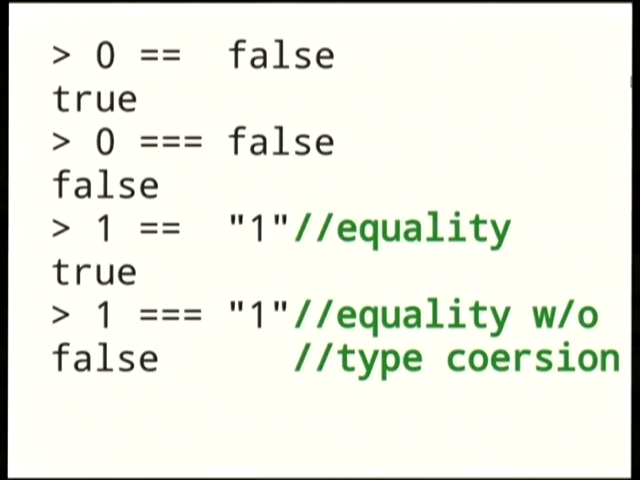 > 0 ==  false
true
> 0 === false
false
> 1 ==  "1"//equality
true
> 1 === "1"//equality w/o
false      //type coersion